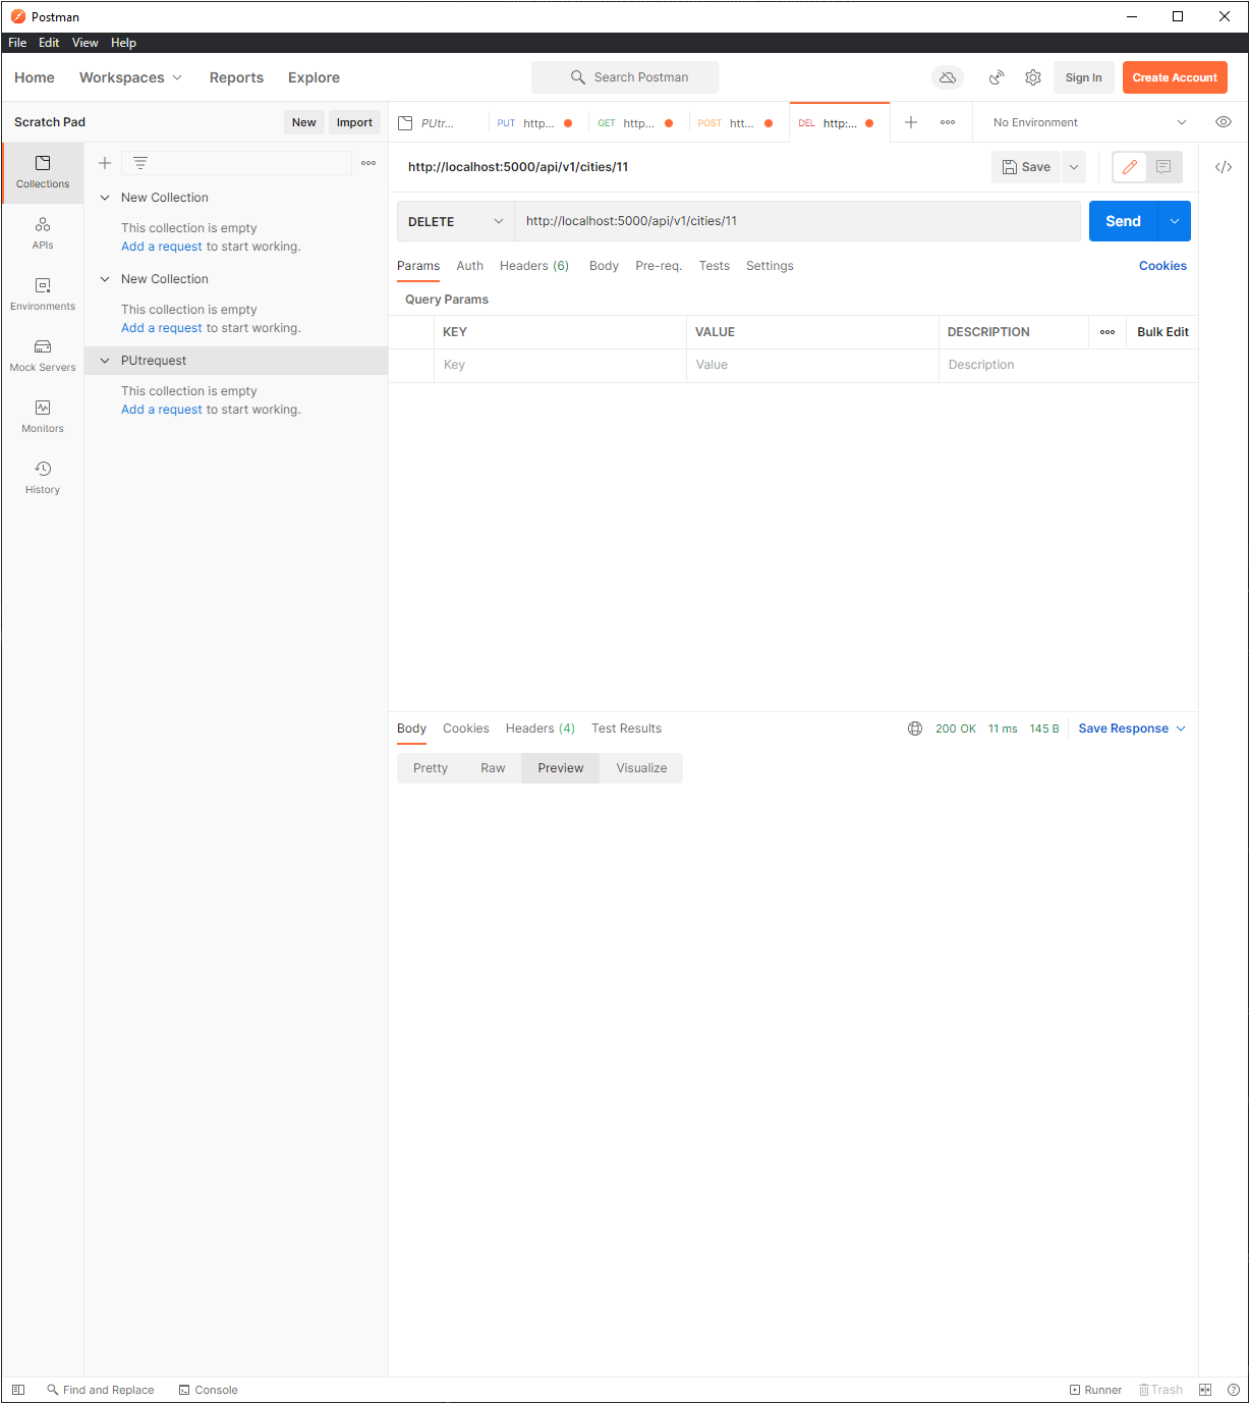 Postman
File Edit View Help
Home Workspaces Reports Explore Search Postman Sign In Create Account
Scratch Pad New Import PUtr... PUT http... GET http... POST htt... DEL http:... No Environment
Collections
APIs
Environments
Mock Servers
Monitors
History
New Collection
This collection is empty
Add a request to start working.
New Collection
This collection is empty
Add a request to start working.
PUtrequest
This collection is empty
Add a request to start working.
http://localhost:5000/api/v1/cities/11 Save
DELETE http://localhost:5000/api/v1/cities/11 Send
Params Auth Headers (6) Body Pre-req. Tests Settings Cookies
Query Params
KEY VALUE DESCRIPTION Bulk Edit
Key Value Description
Body Cookies Headers (4) Test Results 200 OK 11 ms 145 B Save Response
Pretty Raw Preview Visualize
Find and Replace Console Runner Trash